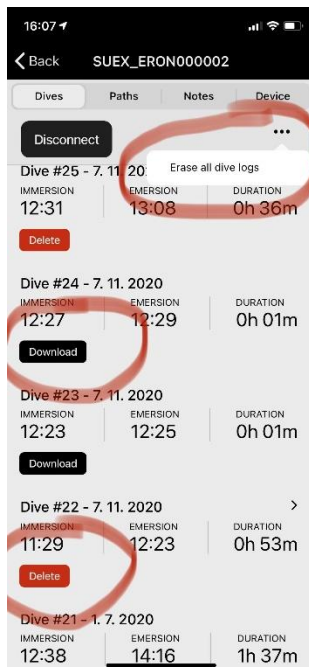 16:07
Back SUEX_ERON000002
Dives Paths Notes Device
Disconnect
Erase all dive logs
Dive #25 - 7. 11. 20
IMMERSION EMERSION DURATION
12:31 13:08 0h 36m
Delete
Dive #24 - 7. 11. 2020
IMMERSION EMERSION DURATION
12:27 12:29 0h 01m
Download
Dive #23 - 7. 11. 2020
IMMERSION EMERSION DURATION
12:23 12:25 0h 01m
Download
Dive #22 - 7. 11. 2020
IMMERSION EMERSION DURATION
11:29 12:23 0h 53m
Delete
Dive #21 - 1. 7. 2020
IMMERSION EMERSION DURATION
12:38 14:16 1h 37m